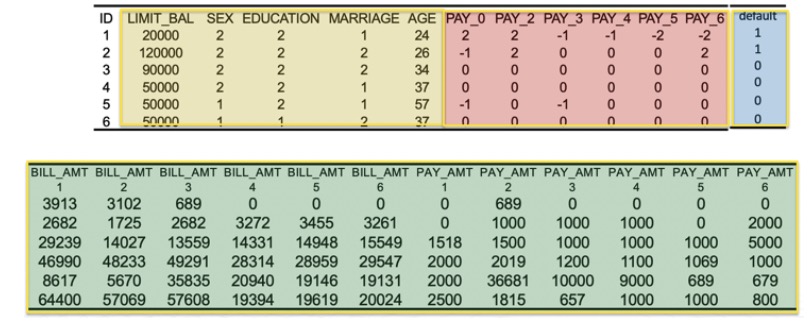 ID LIMIT_BAL SEX EDUCATION MARRIAGE AGE PAY_0 PAY_2 PAY_3 PAY_4 PAY_5 PAY_6 default
1 20000 2 2 1 24 2 2 -1 -1 -2 -2 1
2 120000 2 2 2 26 -1 2 0 0 0 2 1
3 90000 2 2 2 34 0 0 0 0 0 0 0
4 50000 2 2 1 37 0 0 0 0 0 0 0
5 50000 1 2 1 57 -1 0 -1 0 0 0 0
6 50000 1 1 2 37 0 0 0 0 0 0 0
BILL_AMT BILL_AMT BILL_AMT BILL_AMT BILL_AMT BILL_AMT PAY_AMT PAY_AMT PAY_AMT PAY_AMT PAY_AMT PAY_AMT
1 2 3 4 5 6 1 2 3 4 5 6
3913 3102 689 0 0 0 0 689 0 0 0 0
2682 1725 2682 3272 3455 3261 0 1000 1000 1000 0 2000
29239 14027 13559 14331 14948 15549 1518 1500 1000 1000 1000 5000
46990 48233 49291 28314 28959 29547 2000 2019 1200 1100 1069 1000
8617 5670 35835 20940 19146 19131 2000 36681 10000 9000 689 679
64400 57069 57608 19394 19619 20024 2500 1815 657 1000 1000 800